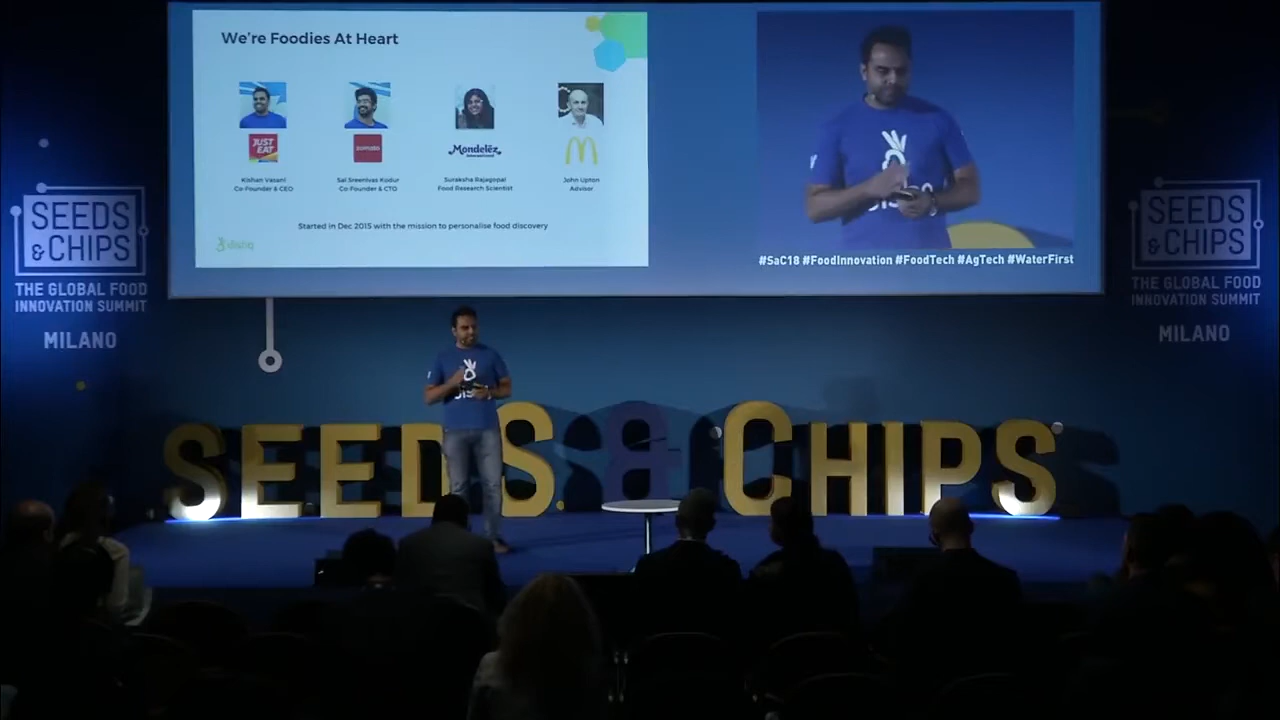 We're Foodies At Heart
JUST
EAT
Mondelēz
International
Kishan Vasani
Co-Founder & CEO
Sai Sreenivas Kodur
Co-Founder & CTO
Suraksha Rajagopal
Food Research Scientist
John Upton
Advisor
Started in Dec 2015 with the mission to personalise food discovery
dishq
#SaC18 #FoodInnovation #FoodTech #AgTech #WaterFirst
SEEDS
& CHIPS
THE GLOBAL FOOD
INNOVATION SUMMIT
MILANO
SEEDS
& CHIPS
THE GLOBAL FOOD
INNOVATION SUMMIT
MILANO
SEEDS & CHIPS